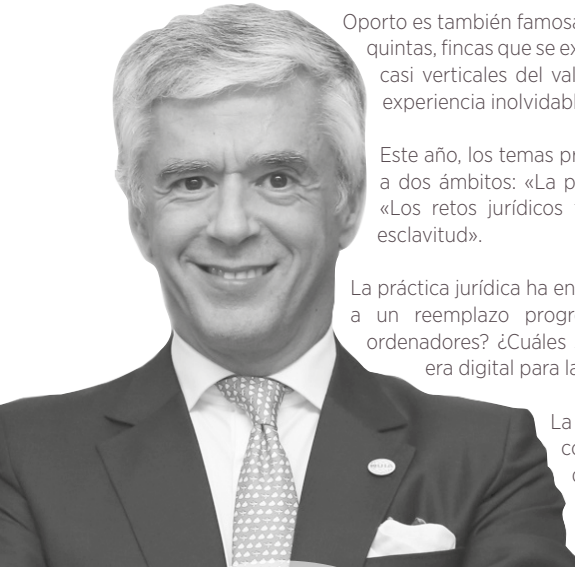 Oporto es también famosa
quintas, fincas que se ex
casi verticales del val
experiencia inolvidabl
Este año, los temas pr
a dos ámbitos: «La p
«Los retos jurídicos
esclavitud».
La práctica jurídica ha en
a un reemplazo progr
ordenadores? ¿Cuáles
era digital para la
La
co